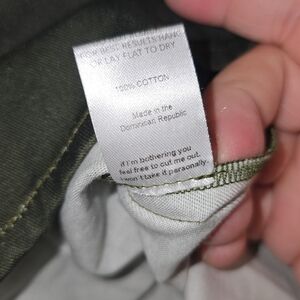 FOR BEST RESULTS HANG
OR LAY FLAT TO DRY
100% COTTON
Made in the
Dominican Republic
if I'm bothering you
feel free to cut me out.
I won't take it personally.